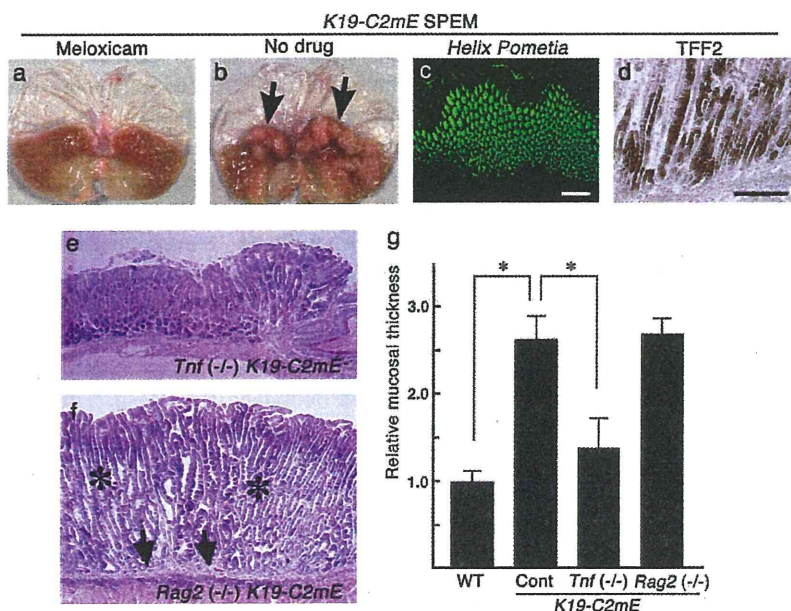 K19-C2mE SPEM
Meloxicam
No drug
Helix Pometia
TFF2
a
b
c
d
e
Tnf (-/-) K19-C2mE
f
Rag2 (-/-) K19-C2mE
g
*
*
Relative mucosal thickness
3.0
2.0
1.0
WT
Cont
Tnf (-/-)
Rag2 (-/-)
K19-C2mE